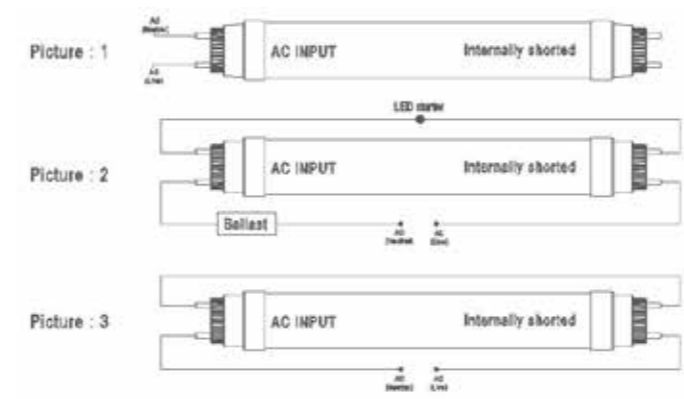 AC
(Neutral)
Picture : 1
AC INPUT
Internally shorted
AC
(Live)
LED starter
Picture : 2
AC INPUT
Internally shorted
Ballast
AC
(Neutral)
AC
(Live)
Picture : 3
AC INPUT
Internally shorted
AC
(Neutral)
AC
(Live)